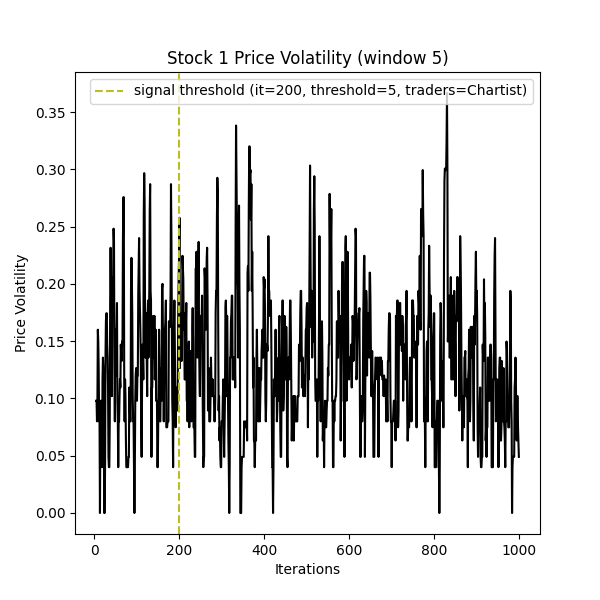 Stock 1 Price Volatility (window 5)
signal threshold (it=200, threshold=5, traders=Chartist)
0.35
0.30
0.25
0.20
0.15
0.10
0.05
0.00
Price Volatility
0 200 400 600 800 1000
Iterations